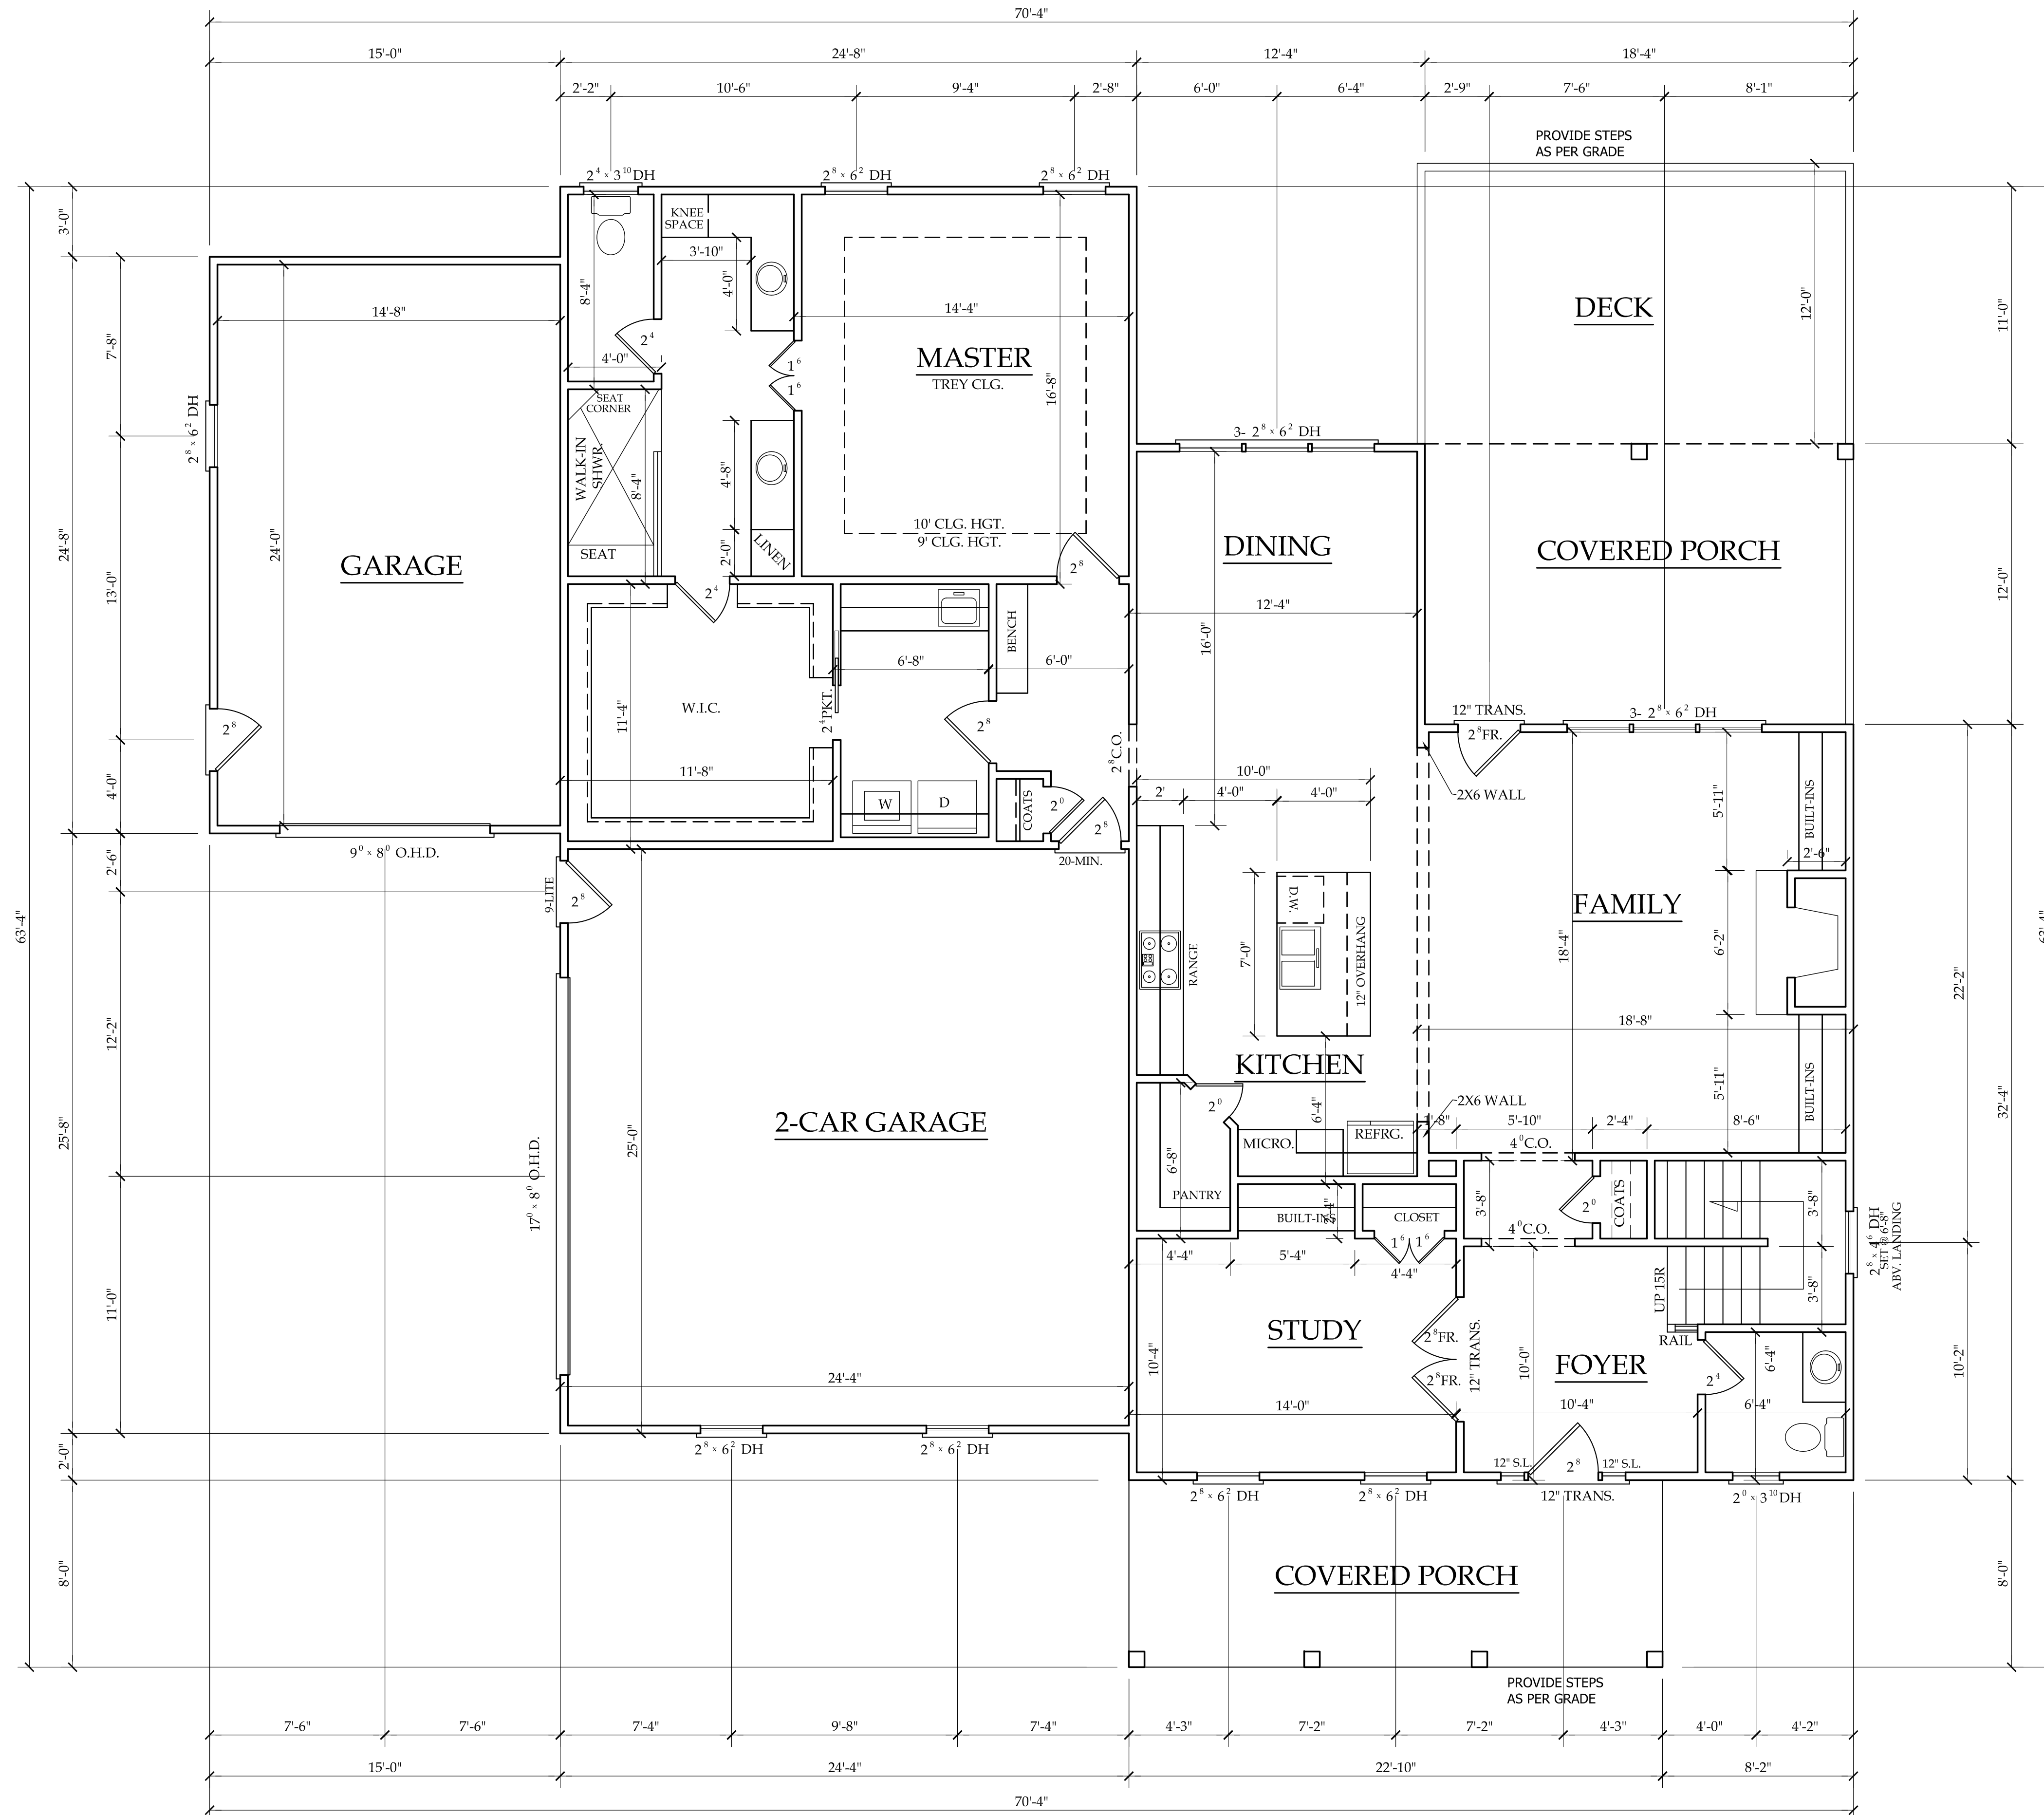 70'-4"
15'-0"
24'-8"
12'-4"
18'-4"
2'-2"
10'-6"
9'-4"
2'-8"
6'-0"
6'-4"
2'-9"
7'-6"
8'-1"
PROVIDE STEPS
AS PER GRADE
2⁴ x 3¹⁰ DH
2⁸ x 6² DH
2⁸ x 6² DH
3'-0"
KNEE
SPACE
3'-10"
4'-0"
8'-4"
14'-8"
14'-4"
DECK
12'-0"
11'-0"
7'-8"
2⁴
4'-0"
1⁶
1⁶
MASTER
TREY CLG.
16'-8"
SEAT
CORNER
2⁸ x 6² DH
WALK-IN
SHWR.
8'-4"
4'-8"
3- 2⁸ x 6² DH
24'-8"
24'-0"
GARAGE
10' CLG. HGT.
9' CLG. HGT.
SEAT
2'-0"
LINEN
2⁸
DINING
COVERED PORCH
13'-0"
2⁴
BENCH
12'-4"
16'-0"
12'-0"
6'-8"
6'-0"
W.I.C.
11'-4"
2⁴ PKT.
2⁸
2⁸
12" TRANS.
2⁸ FR.
3- 2⁸ x 6² DH
2⁸ C.O.
11'-8"
10'-0"
2'
4'-0"
4'-0"
2X6 WALL
5'-11"
BUILT-INS
4'-0"
W
D
COATS
2⁰
2⁸
20-MIN.
9⁰ x 8⁰ O.H.D.
2'-6"
2'-6"
9-LITE
2⁸
D.W.
FAMILY
63'-4"
RANGE
7'-0"
12" OVERHANG
18'-4"
6'-2"
22'-2"
12'-2"
18'-8"
KITCHEN
5'-11"
BUILT-INS
32'-4"
25'-8"
25'-0"
2-CAR GARAGE
2⁰
6'-4"
2X6 WALL
MICRO.
REFRG.
5'-10"
2'-4"
8'-6"
4⁰ C.O.
17⁰ x 8⁰ O.H.D.
6'-8"
PANTRY
BUILT-INS
2'-4"
CLOSET
3'-8"
2⁰
COATS
3'-8"
4⁰ C.O.
1⁶
1⁶
2⁸ x 4⁶ DH
SET @ 6'-8"
ABV. LANDING
4'-4"
5'-4"
4'-4"
11'-0"
UP 15R
3'-8"
STUDY
2⁸ FR.
12" TRANS.
RAIL
10'-4"
10'-0"
FOYER
6'-4"
10'-2"
24'-4"
2⁸ FR.
2⁴
14'-0"
10'-4"
6'-4"
2'-0"
2⁸ x 6² DH
2⁸ x 6² DH
12" S.L.
2⁸
12" S.L.
2⁸ x 6² DH
2⁸ x 6² DH
12" TRANS.
2⁰ x 3¹⁰ DH
8'-0"
COVERED PORCH
8'-0"
PROVIDE STEPS
AS PER GRADE
7'-6"
7'-6"
7'-4"
9'-8"
7'-4"
4'-3"
7'-2"
7'-2"
4'-3"
4'-0"
4'-2"
15'-0"
24'-4"
22'-10"
8'-2"
70'-4"